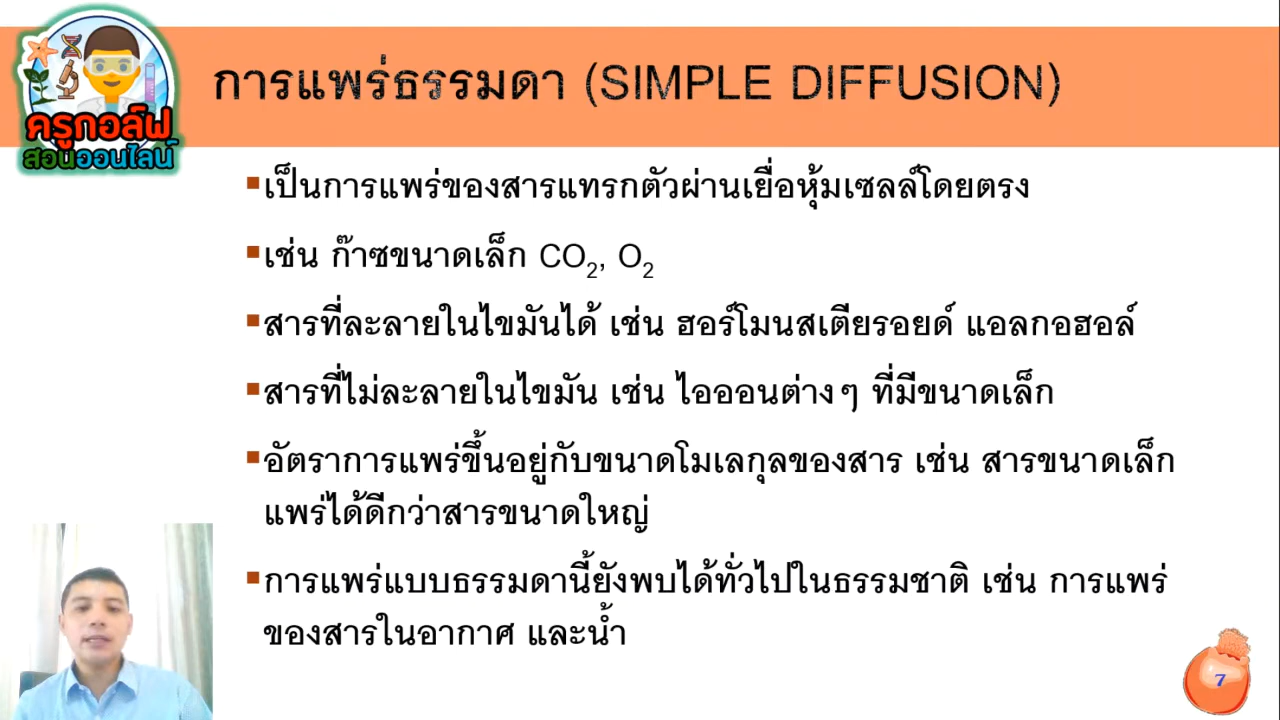 ครูกอล์ฟ
สอนออนไลน์
การแพร่ธรรมดา (SIMPLE DIFFUSION)
▪เป็นการแพร่ของสารแทรกตัวผ่านเยื่อหุ้มเซลล์โดยตรง
▪เช่น ก๊าซขนาดเล็ก CO₂, O₂
▪สารที่ละลายในไขมันได้ เช่น ฮอร์โมนสเตียรอยด์ แอลกอฮอล์
▪สารที่ไม่ละลายในไขมัน เช่น ไอออนต่างๆ ที่มีขนาดเล็ก
▪อัตราการแพร่ขึ้นอยู่กับขนาดโมเลกุลของสาร เช่น สารขนาดเล็ก
แพร่ได้ดีกว่าสารขนาดใหญ่
▪การแพร่แบบธรรมดานี้ยังพบได้ทั่วไปในธรรมชาติ เช่น การแพร่
ของสารในอากาศ และน้ำ
7